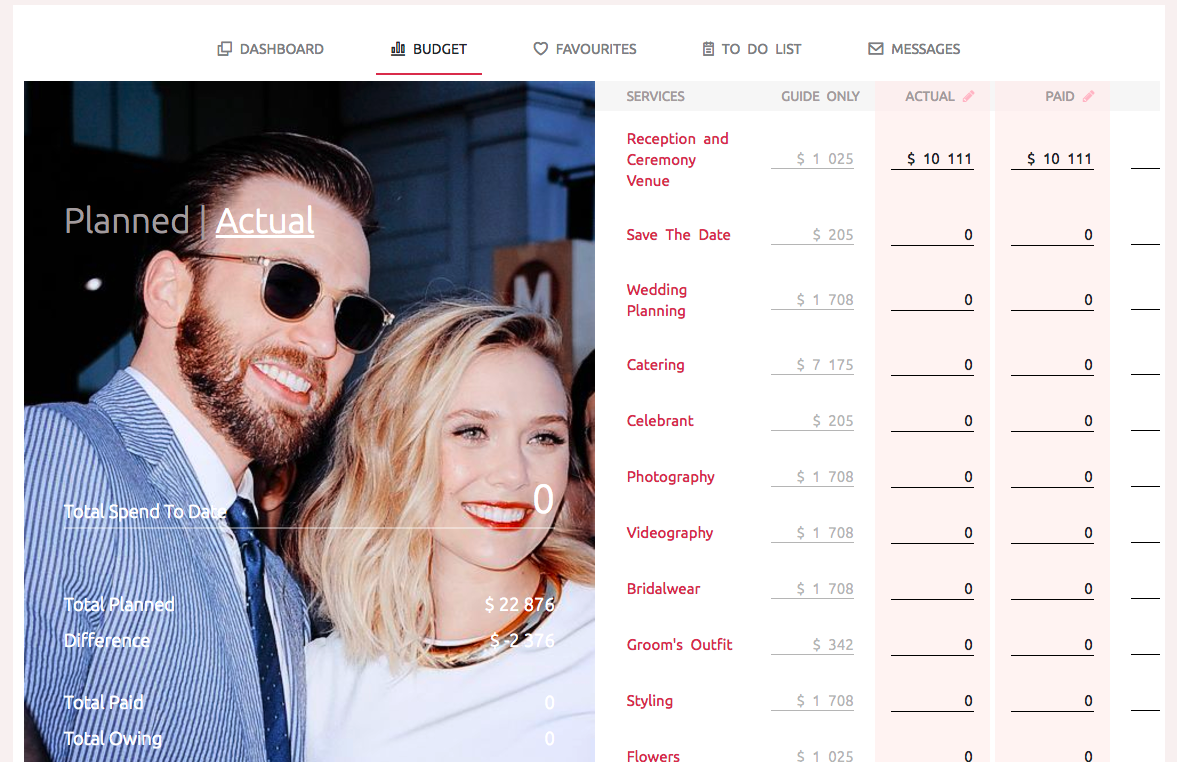 DASHBOARD BUDGET FAVOURITES TO DO LIST MESSAGES
Planned | Actual
M
Total Spend To Date 0
Total Planned $ 22 876
Difference $ -2 376
Total Paid 0
Total Owing 0
SERVICES GUIDE ONLY ACTUAL PAID
Reception and
Ceremony $ 1 025 $ 10 111 $ 10 111
Venue
Save The Date $ 205 0 0
Wedding
Planning $ 1 708 0 0
Catering $ 7 175 0 0
Celebrant $ 205 0 0
Photography $ 1 708 0 0
Videography $ 1 708 0 0
Bridalwear $ 1 708 0 0
Groom's Outfit $ 342 0 0
Styling $ 1 708 0 0
Flowers $ 1 025 0 0